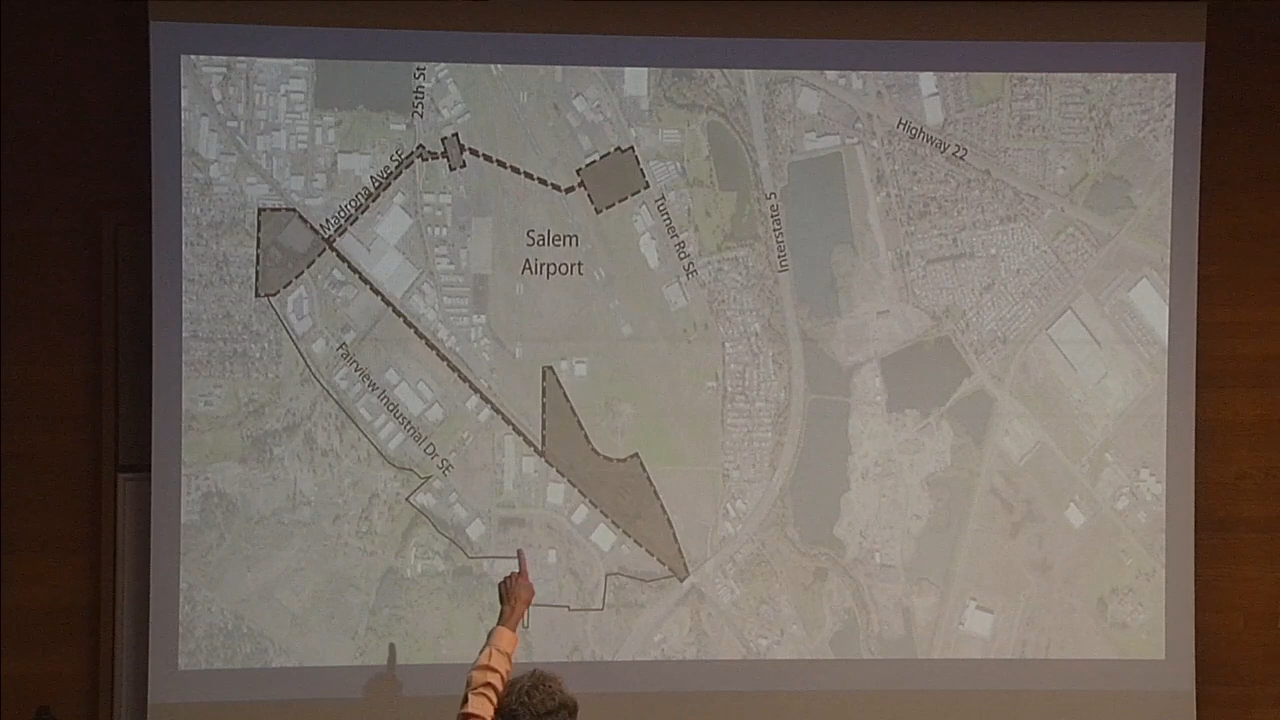 25th St
Highway 22
Madrona Ave SE
Interstate 5
Turner Rd SE
Salem
Airport
Fairview Industrial Dr SE